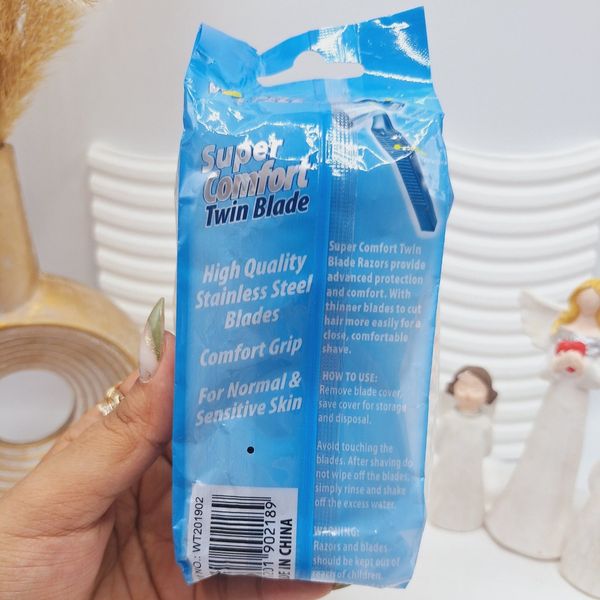 Super
Comfort
Twin Blade
High Quality
Stainless Steel
Blades
Comfort Grip
For Normal &
Sensitive Skin
Super Comfort Twin
Blade Razors provide
advanced protection
and comfort. With
thinner blades to cut
hair more easily for a
close, comfortable
shave.
HOW TO USE:
Remove blade cover,
save cover for storage
and disposal.
Avoid touching the
blades. After shaving do
not wipe off the blades,
simply rinse and shake
off the excess water.
WARNING:
Razors and blades
should be kept out of
reach of children.
NO.: WT201902
201 902189
DE IN CHINA